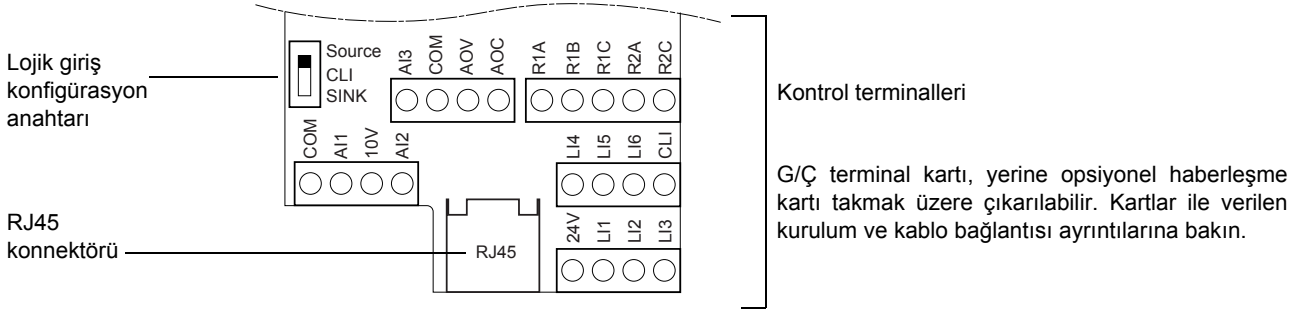 Lojik giriş
konfigürasyon
anahtarı
Source
CLI
SINK
AI3 COM AOV AOC
R1A R1B R1C R2A R2C
COM AI1 10V AI2
LI4 LI5 LI6 CLI
24V LI1 LI2 LI3
RJ45
konnektörü
RJ45
Kontrol terminalleri
G/Ç terminal kartı, yerine opsiyonel haberleşme
kartı takmak üzere çıkarılabilir. Kartlar ile verilen
kurulum ve kablo bağlantısı ayrıntılarına bakın.